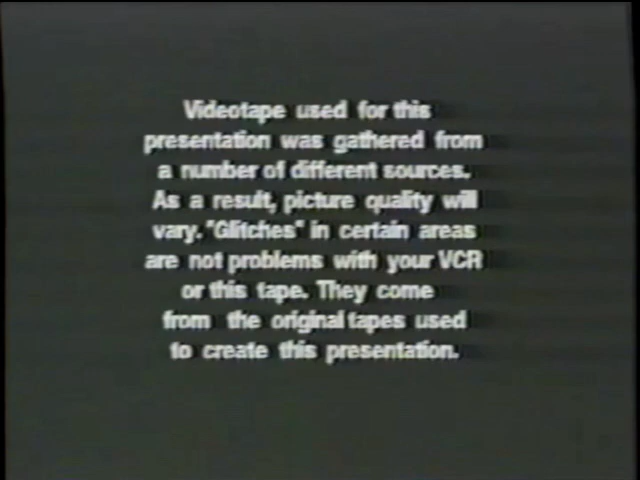 Videotape used for this
presentation was gathered from
a number of different sources.
As a result, picture quality will
vary. "Glitches" in certain areas
are not problems with your VCR
or this tape. They come
from the original tapes used
to create this presentation.